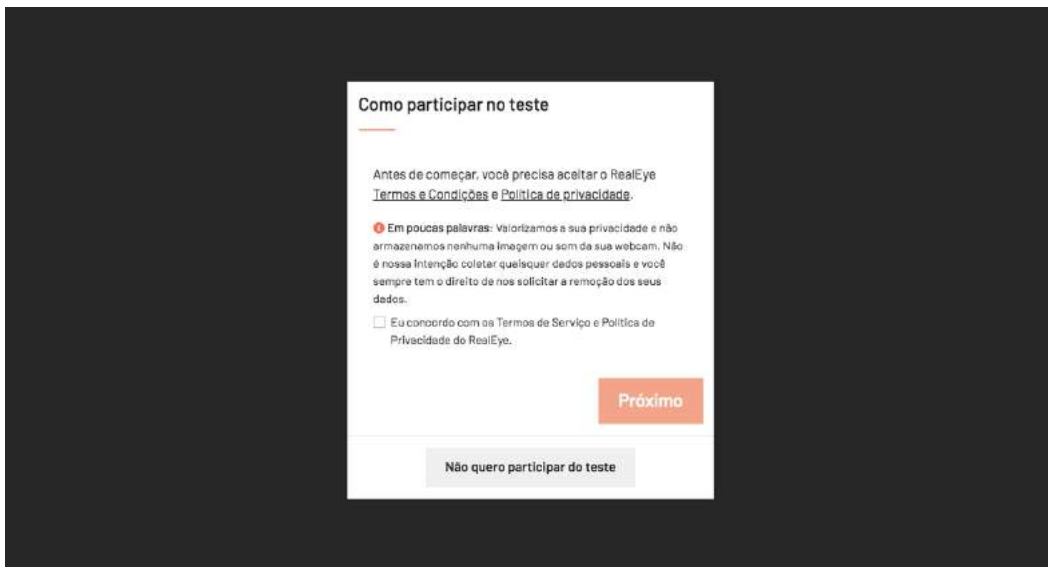 Como participar no teste
Antes de começar, você precisa aceitar o RealEye
Termos e Condições e Política de privacidade.
Em poucas palavras: Valorizamos a sua privacidade e não
armazenamos nenhuma imagem ou som da sua webcam. Não
é nossa intenção coletar quaisquer dados pessoais e você
sempre tem o direito de nos solicitar a remoção dos seus
dados.
Eu concordo com os Termos de Serviço e Política de
Privacidade do RealEye.
Próximo
Não quero participar do teste